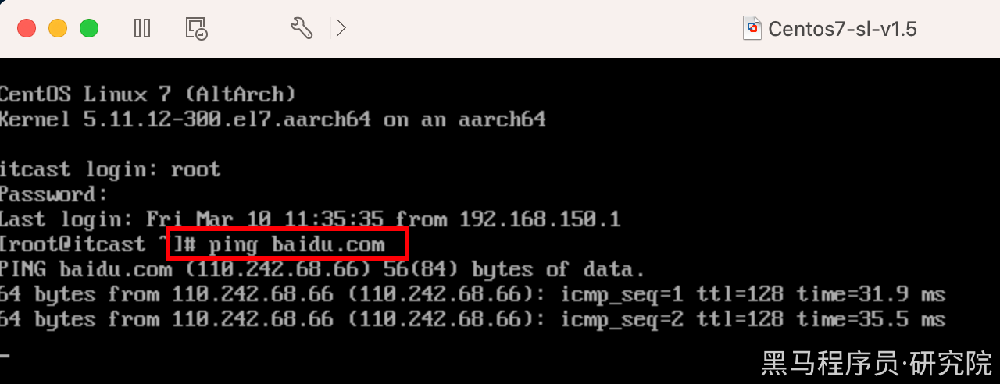 Centos7-sl-v1.5
CentOS Linux 7 (AltArch)
Kernel 5.11.12-300.el7.aarch64 on an aarch64
itcast login: root
Password:
Last login: Fri Mar 10 11:35:35 from 192.168.150.1
[root@itcast ~]# ping baidu.com
PING baidu.com (110.242.68.66) 56(84) bytes of data.
64 bytes from 110.242.68.66 (110.242.68.66): icmp_seq=1 ttl=128 time=31.9 ms
64 bytes from 110.242.68.66 (110.242.68.66): icmp_seq=2 ttl=128 time=35.5 ms
黑马程序员·研究院